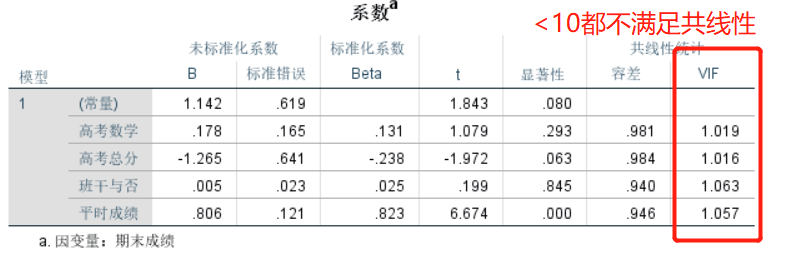 系数a
<10都不满足共线性
未标准化系数 标准化系数 共线性统计
模型 B 标准错误 Beta t 显著性 容差 VIF
1 (常量) 1.142 .619 1.843 .080
高考数学 .178 .165 .131 1.079 .293 .981 1.019
高考总分 -1.265 .641 -.238 -1.972 .063 .984 1.016
班干与否 .005 .023 .025 .199 .845 .940 1.063
平时成绩 .806 .121 .823 6.674 .000 .946 1.057
a. 因变量：期末成绩